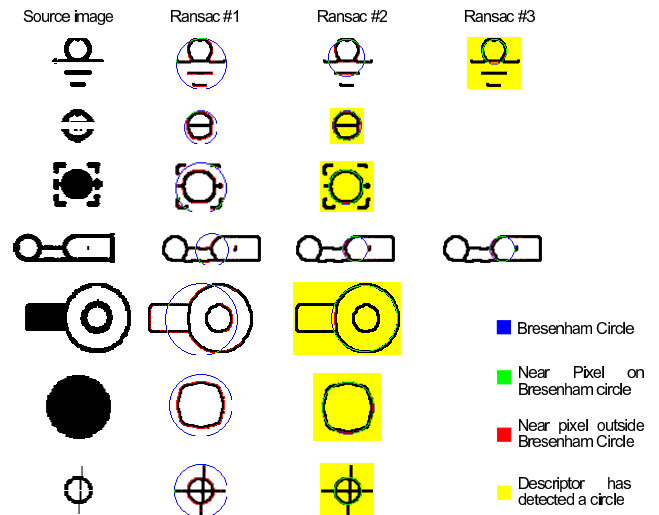 Source image Ransac #1 Ransac #2 Ransac #3
Bresenham Circle
Near Pixel on
Bresenham circle
Near pixel outside
Bresenham Circle
Descriptor has
detected a circle